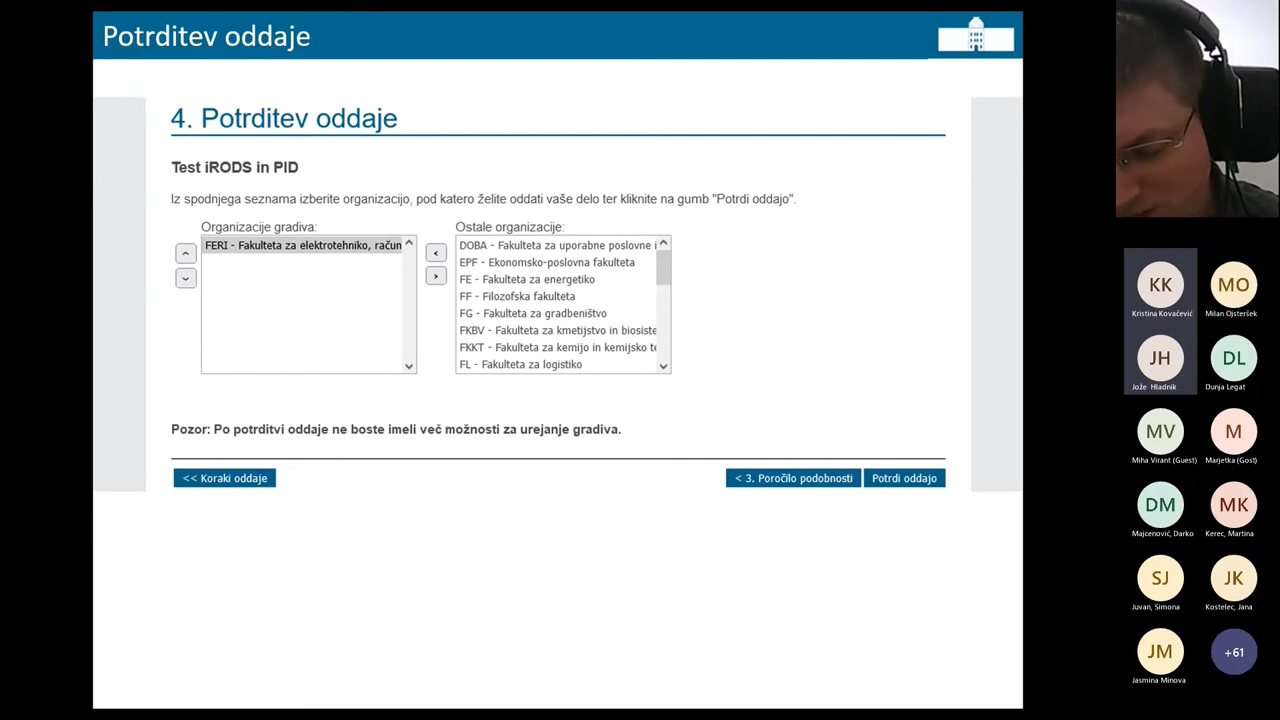 Potrditev oddaje
4. Potrditev oddaje
Test iRODS in PID
Iz spodnjega seznama izberite organizacijo, pod katero želite oddati vaše delo ter kliknite na gumb "Potrdi oddajo".
Organizacije gradiva:
FERI - Fakulteta za elektrotehniko, račun
Ostale organizacije:
DOBA - Fakulteta za uporabne poslovne i
EPF - Ekonomsko-poslovna fakulteta
FE - Fakulteta za energetiko
FF - Filozofska fakulteta
FG - Fakulteta za gradbeništvo
FKBV - Fakulteta za kmetijstvo in biosiste
FKKT - Fakulteta za kemijo in kemijsko te
FL - Fakulteta za logistiko
Pozor: Po potrditvi oddaje ne boste imeli več možnosti za urejanje gradiva.
<< Koraki oddaje
< 3. Poročilo podobnosti
Potrdi oddajo
KK
Kristina Kovačević
MO
Milan Ojsteršek
JH
Jože Hladnik
DL
Dunja Legat
MV
Miha Virant (Guest)
M
Marjetka (Gost)
DM
Majcenović, Darko
MK
Kerec, Martina
SJ
Juvan, Simona
JK
Kostelec, Jana
JM
Jasmina Minova
+61